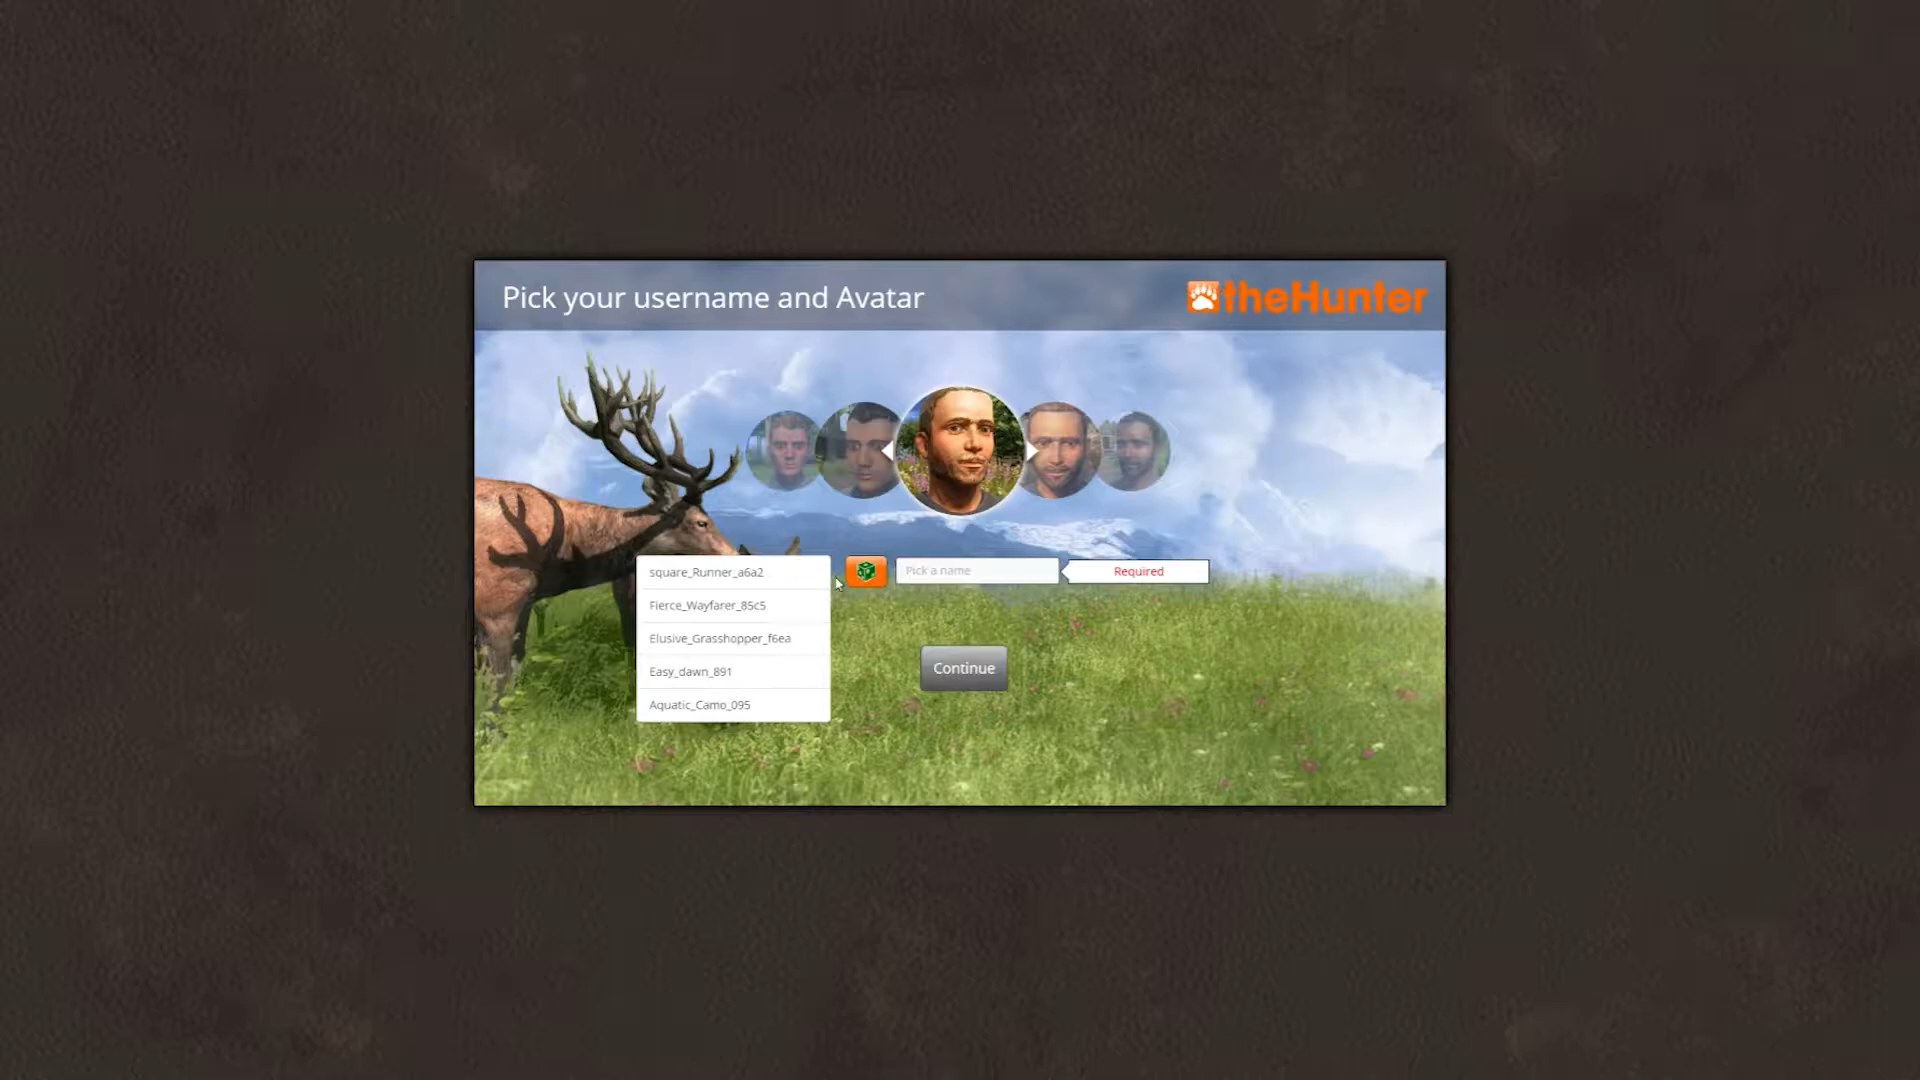 Pick your username and Avatar
theHunter
square_Runner_a6a2
Fierce_Wayfarer_85c5
Elusive_Grasshopper_f6ea
Easy_dawn_891
Aquatic_Camo_095
Pick a name
Required
Continue